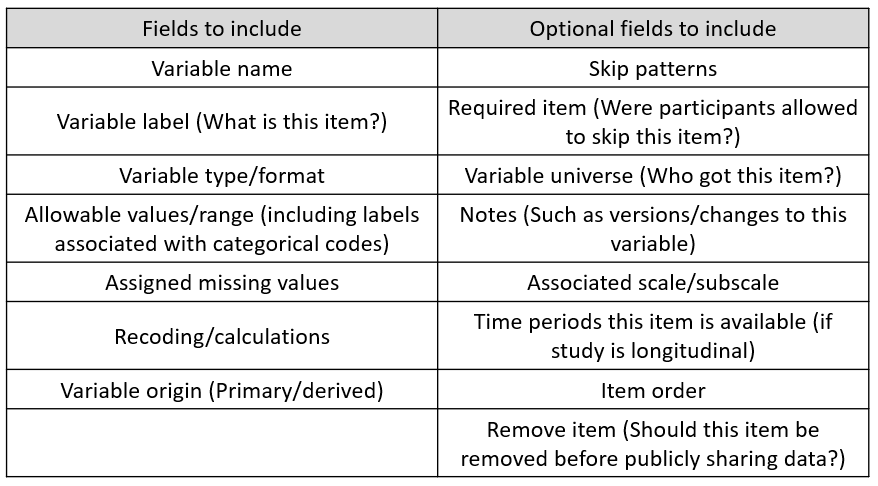 Fields to include
Optional fields to include
Variable name
Skip patterns
Variable label (What is this item?)
Required item (Were participants allowed
to skip this item?)
Variable type/format
Variable universe (Who got this item?)
Allowable values/range (including labels
associated with categorical codes)
Notes (Such as versions/changes to this
variable)
Assigned missing values
Associated scale/subscale
Recoding/calculations
Time periods this item is available (if
study is longitudinal)
Variable origin (Primary/derived)
Item order
Remove item (Should this item be
removed before publicly sharing data?)